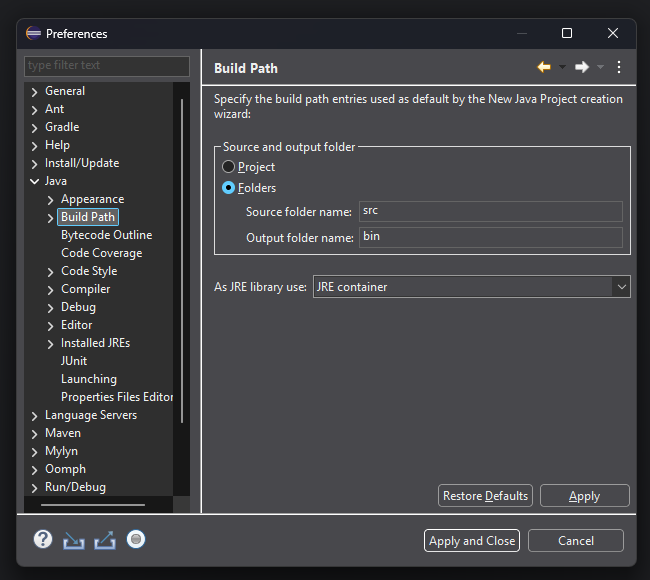 Preferences
type filter text
General
Ant
Gradle
Help
Install/Update
Java
Appearance
Build Path
Bytecode Outline
Code Coverage
Code Style
Compiler
Debug
Editor
Installed JREs
JUnit
Launching
Properties Files Editor
Language Servers
Maven
Mylyn
Oomph
Run/Debug
Build Path
Specify the build path entries used as default by the New Java Project creation
wizard:
Source and output folder
Project
Folders
Source folder name: src
Output folder name: bin
As JRE library use: JRE container
Restore Defaults Apply
? Apply and Close Cancel